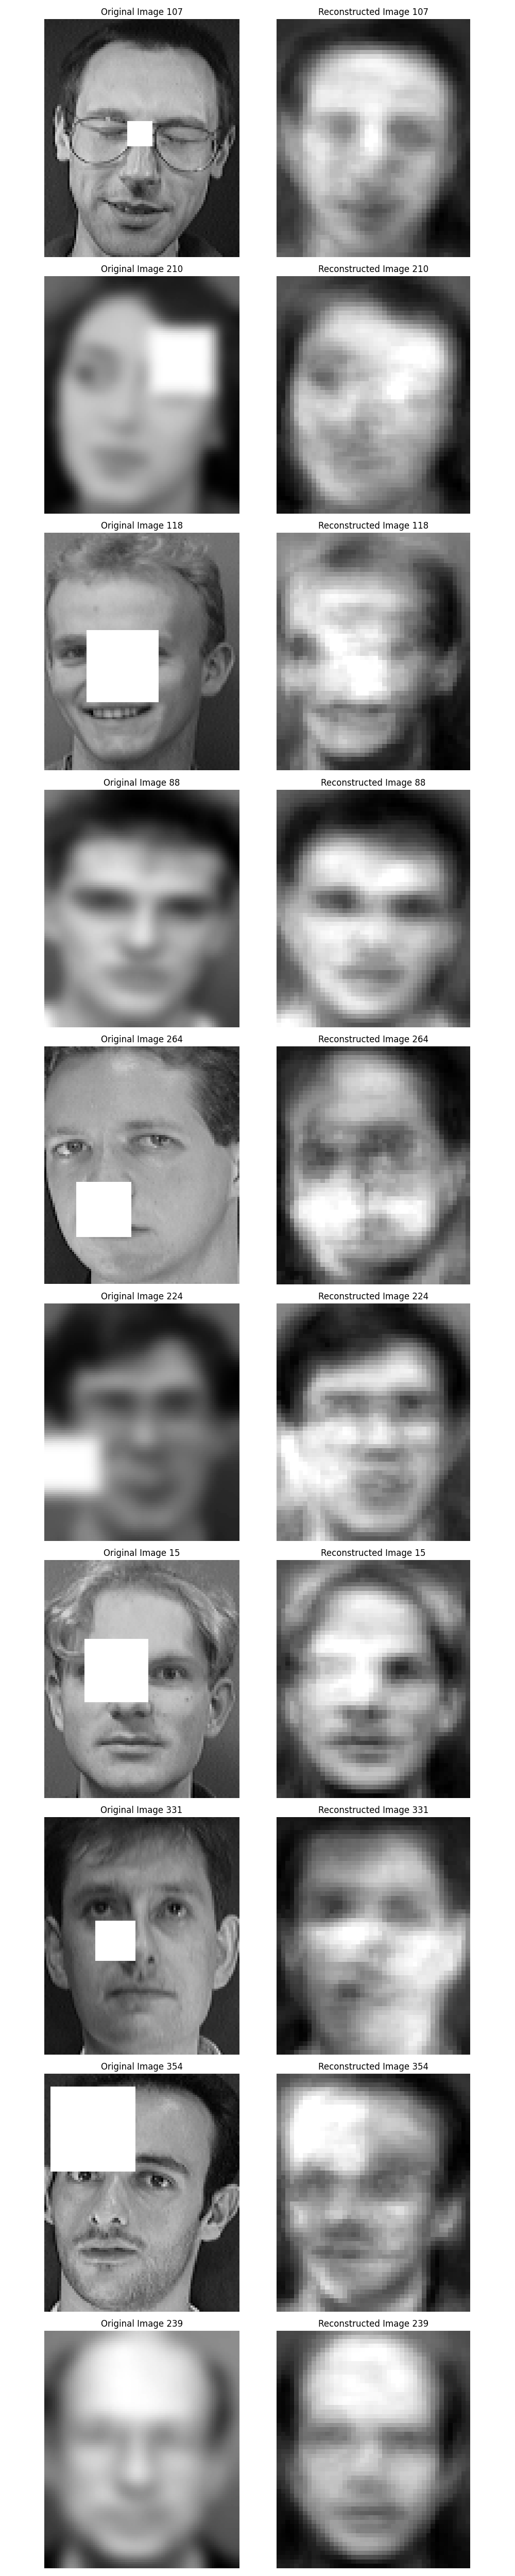 Original Image 107
Reconstructed Image 107
Original Image 210
Reconstructed Image 210
Original Image 118
Reconstructed Image 118
Original Image 88
Reconstructed Image 88
Original Image 264
Reconstructed Image 264
Original Image 224
Reconstructed Image 224
Original Image 15
Reconstructed Image 15
Original Image 331
Reconstructed Image 331
Original Image 354
Reconstructed Image 354
Original Image 239
Reconstructed Image 239